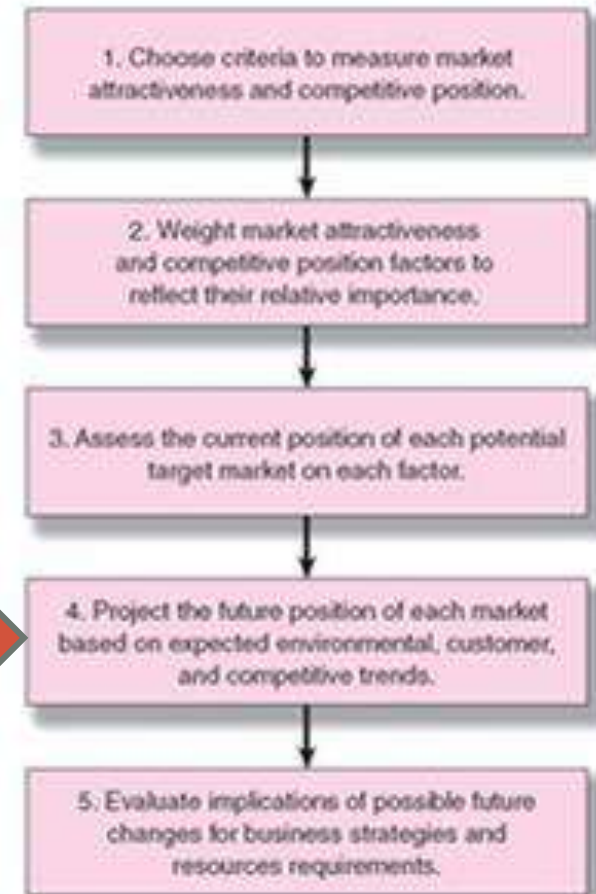 1. Choose criteria to measure market
attractiveness and competitive position.
2. Weight market attractiveness
and competitive position factors to
reflect their relative importance.
3. Assess the current position of each potential
target market on each factor.
4. Project the future position of each market
based on expected environmental, customer,
and competitive trends.
5. Evaluate implications of possible future
changes for business strategies and
resources requirements.